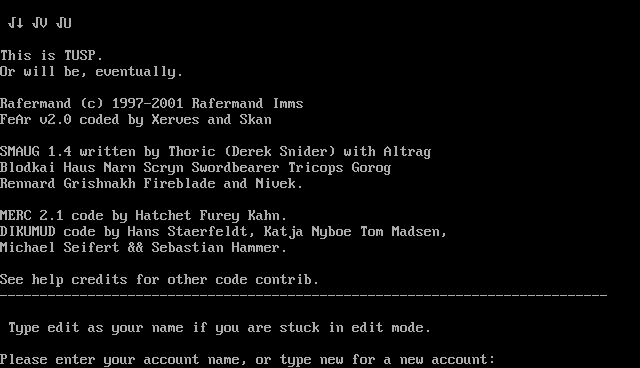 √↓ √V √U
This is TUSP.
Or will be, eventually.
Rafermand (c) 1997-2001 Rafermand Imms
FeAr v2.0 coded by Xerves and Skan
SMAUG 1.4 written by Thoric (Derek Snider) with Altrag
Blodkai Haus Narn Scryn Swordbearer Tricops Gorog
Rennard Grishnakh Fireblade and Nivek.
MERC 2.1 code by Hatchet Furey Kahn.
DIKUMUD code by Hans Staerfeldt, Katja Nyboe Tom Madsen,
Michael Seifert && Sebastian Hammer.
See help credits for other code contrib.
----------------------------------------------------------------------------
Type edit as your name if you are stuck in edit mode.
Please enter your account name, or type new for a new account: